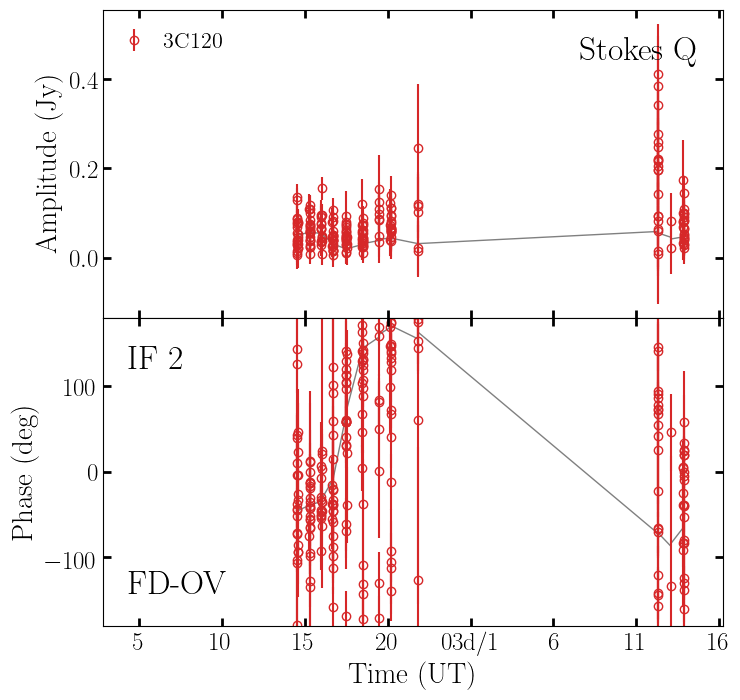 3C120
Stokes Q
Amplitude (Jy)
0.4
0.2
0.0
IF 2
FD-OV
Phase (deg)
100
0
−100
5 10 15 20 03d/1 6 11 16
Time (UT)